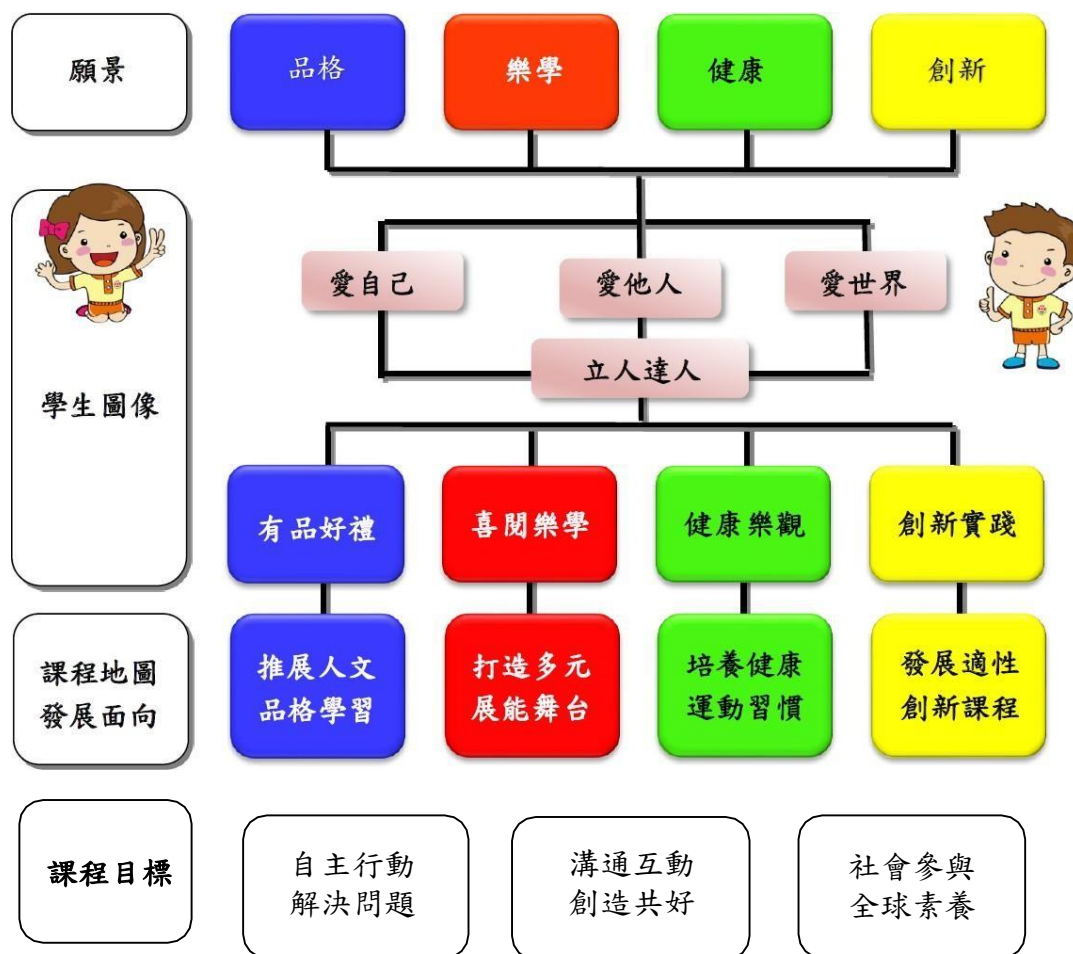 願景
品格
樂學
健康
創新
愛自己
愛他人
愛世界
立人達人
學生圖像
有品好禮
喜閱樂學
健康樂觀
創新實踐
課程地圖
發展面向
推展人文
品格學習
打造多元
展能舞台
培養健康
運動習慣
發展適性
創新課程
課程目標
自主行動
解決問題
溝通互動
創造共好
社會參與
全球素養